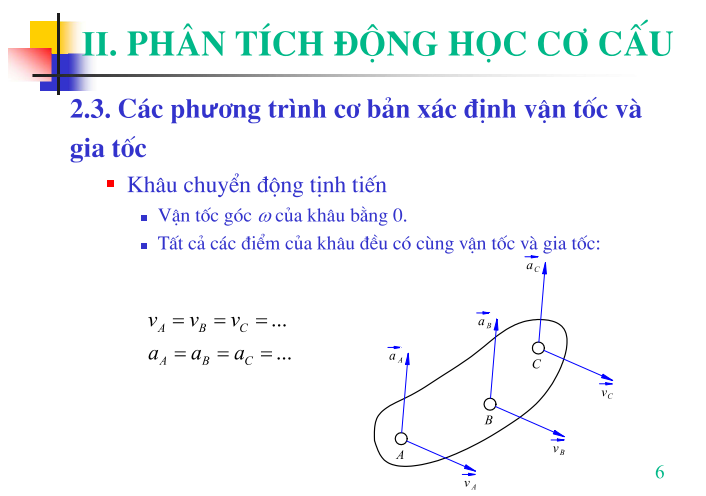 II. PHÂN TÍCH ĐỘNG HỌC CƠ CẤU
2.3. Các phương trình cơ bản xác định vận tốc và
gia tốc
Khâu chuyển động tịnh tiến
Vận tốc góc ω của khâu bằng 0.
Tất cả các điểm của khâu đều có cùng vận tốc và gia tốc:
v_A = v_B = v_C = ...
a_A = a_B = a_C = ...
a_C
a_B
a_A
C
v_C
B
v_B
A
v_A
6